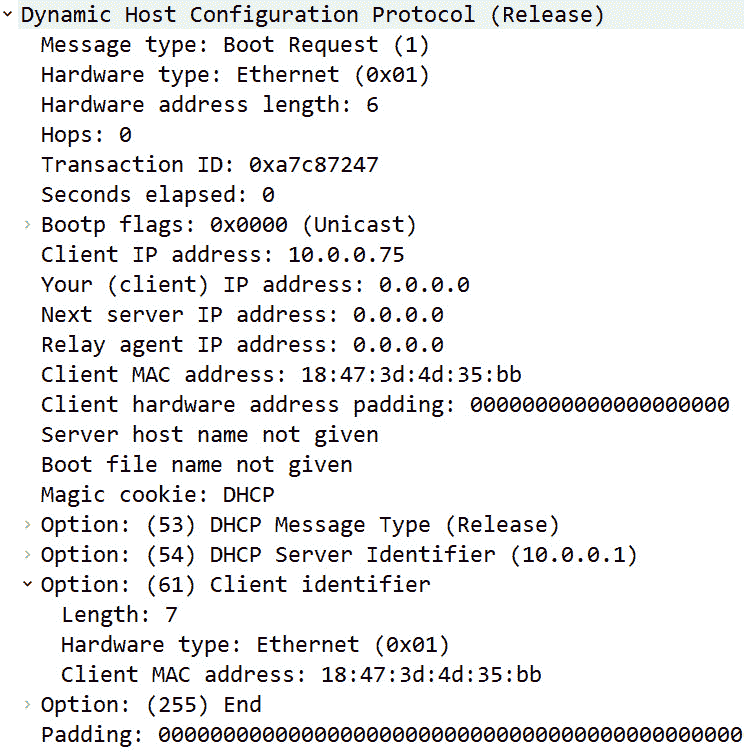 Dynamic Host Configuration Protocol (Release)
Message type: Boot Request (1)
Hardware type: Ethernet (0x01)
Hardware address length: 6
Hops: 0
Transaction ID: 0xa7c87247
Seconds elapsed: 0
Bootp flags: 0x0000 (Unicast)
Client IP address: 10.0.0.75
Your (client) IP address: 0.0.0.0
Next server IP address: 0.0.0.0
Relay agent IP address: 0.0.0.0
Client MAC address: 18:47:3d:4d:35:bb
Client hardware address padding: 00000000000000000000
Server host name not given
Boot file name not given
Magic cookie: DHCP
Option: (53) DHCP Message Type (Release)
Option: (54) DHCP Server Identifier (10.0.0.1)
Option: (61) Client identifier
Length: 7
Hardware type: Ethernet (0x01)
Client MAC address: 18:47:3d:4d:35:bb
Option: (255) End
Padding: 000000000000000000000000000000000000000000000